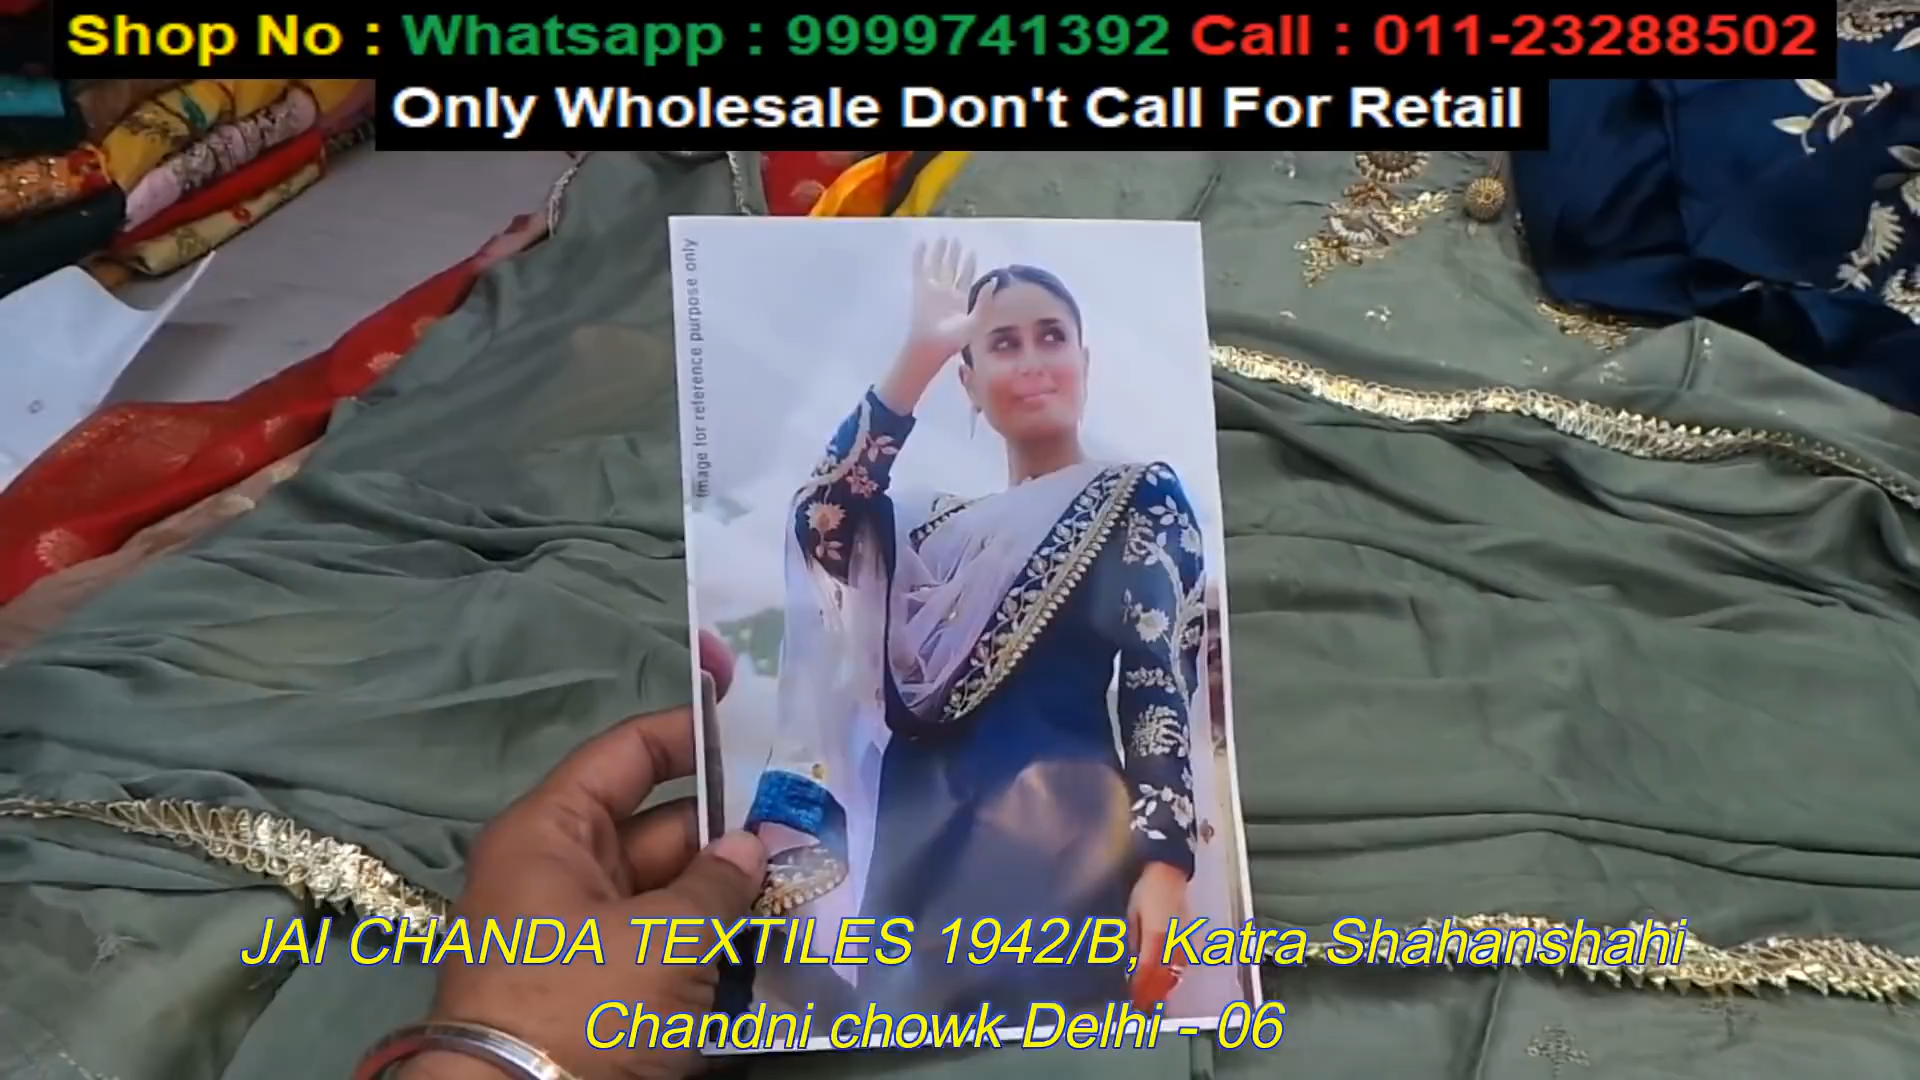 Shop No : Whatsapp : 9999741392 Call : 011-23288502
Only Wholesale Don't Call For Retail
Image for reference purpose only
JAI CHANDA TEXTILES 1942/B, Katra Shahanshahi
Chandni chowk Delhi - 06